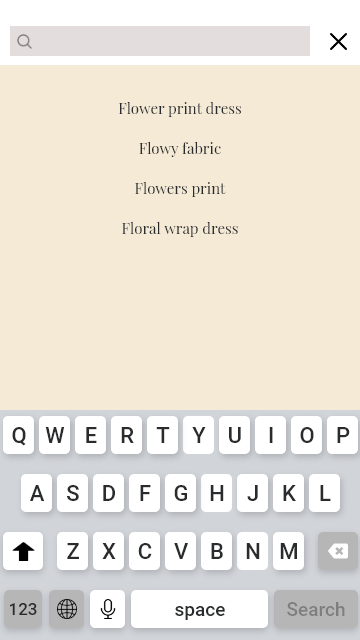 Flower print dress
Flowy fabric
Flowers print
Floral wrap dress
Q W E R T Y U I O P
A S D F G H J K L
Z X C V B N M
123 space Search